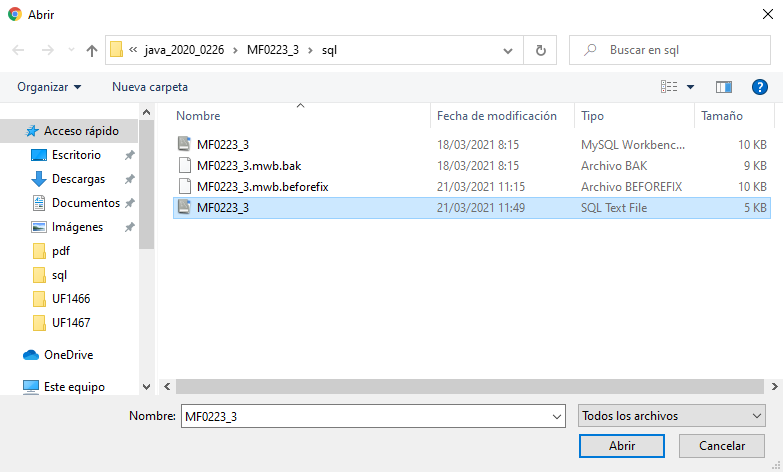 Abrir
« java_2020_0226 > MF0223_3 > sql
Buscar en sql
Organizar
Nueva carpeta
Nombre Fecha de modificación Tipo Tamaño
MF0223_3 18/03/2021 8:15 MySQL Workbenc... 10 KB
MF0223_3.mwb.bak 18/03/2021 8:15 Archivo BAK 9 KB
MF0223_3.mwb.beforefix 21/03/2021 11:15 Archivo BEFOREFIX 10 KB
MF0223_3 21/03/2021 11:49 SQL Text File 5 KB
Acceso rápido
Escritorio
Descargas
Documentos
Imágenes
pdf
sql
UF1466
UF1467
OneDrive
Este equipo
Nombre: MF0223_3
Todos los archivos
Abrir
Cancelar